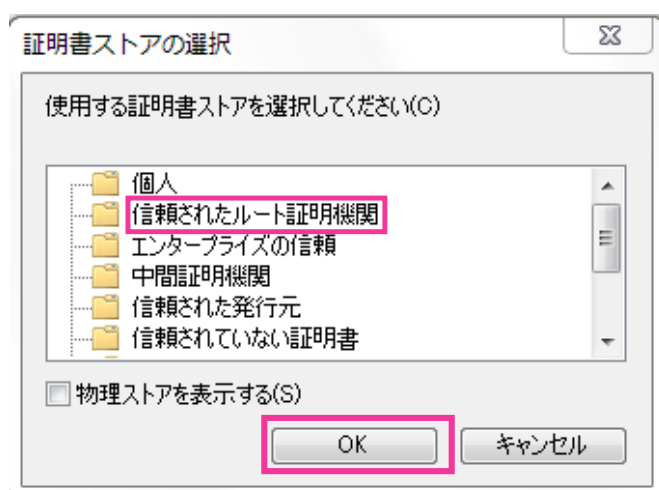 証明書ストアの選択
使用する証明書ストアを選択してください(C)
個人
信頼されたルート証明機関
エンタープライズの信頼
中間証明機関
信頼された発行元
信頼されていない証明書
物理ストアを表示する(S)
OK キャンセル